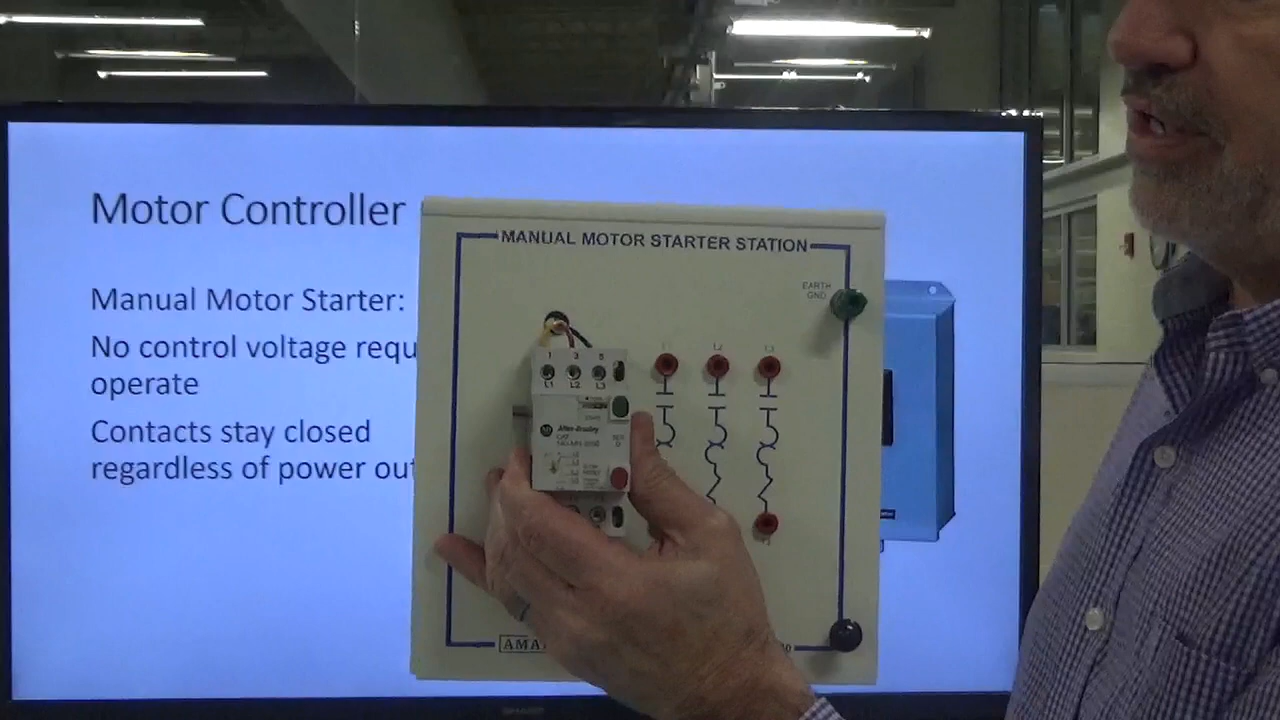 Motor Controller
Manual Motor Starter:
No control voltage requ
operate
Contacts stay closed
regardless of power out
MANUAL MOTOR STARTER STATION
EARTH
GND
L2
1 3 5
L1 L2 L3
Allen-Bradley
AMA